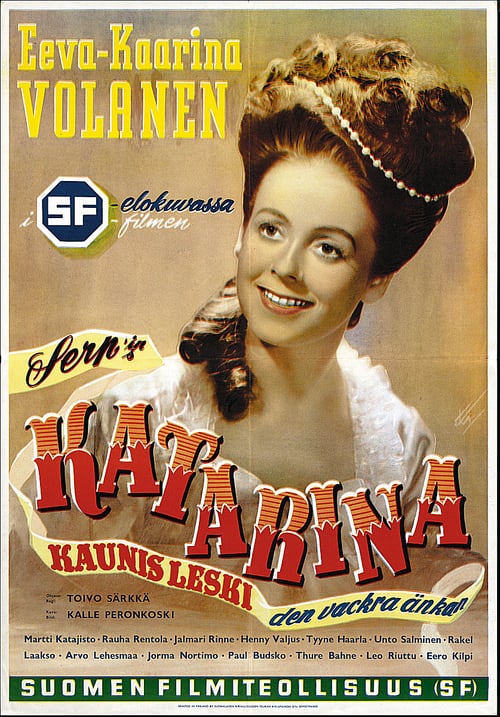 Eeva-Kaarina
VOLANEN
i SF -elokuvassa
-filmen
Serp'in
KATARINA
KAUNIS LESKI
den vackra änkan
TOIVO SÄRKKÄ
KALLE PERONKOSKI
Martti Katajisto · Rauha Rentola · Jalmari Rinne · Henny Valjus · Tyyne Haarla · Unto Salminen · Rakel
Laakso · Arvo Lehesmaa · Jorma Nortimo · Paul Budsko · Thure Bahne · Leo Riuttu · Eero Kilpi
SUOMEN FILMITEOLLISUUS (SF)